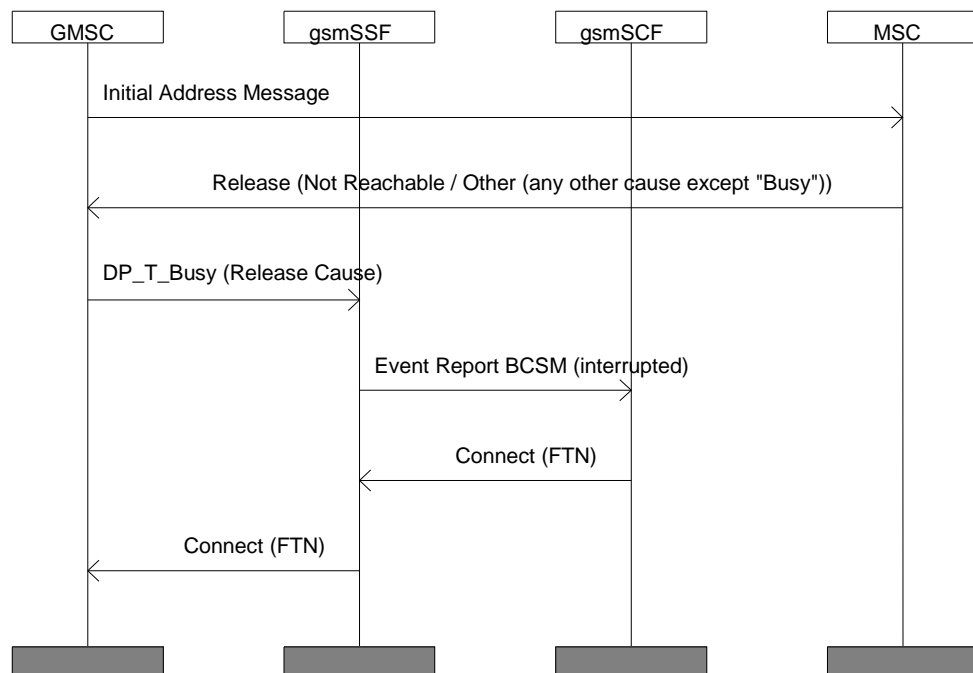 GMSC
gsmSSF
gsmSCF
MSC
Initial Address Message
Release (Not Reachable / Other (any other cause except "Busy"))
DP_T_Busy (Release Cause)
Event Report BCSM (interrupted)
Connect (FTN)
Connect (FTN)